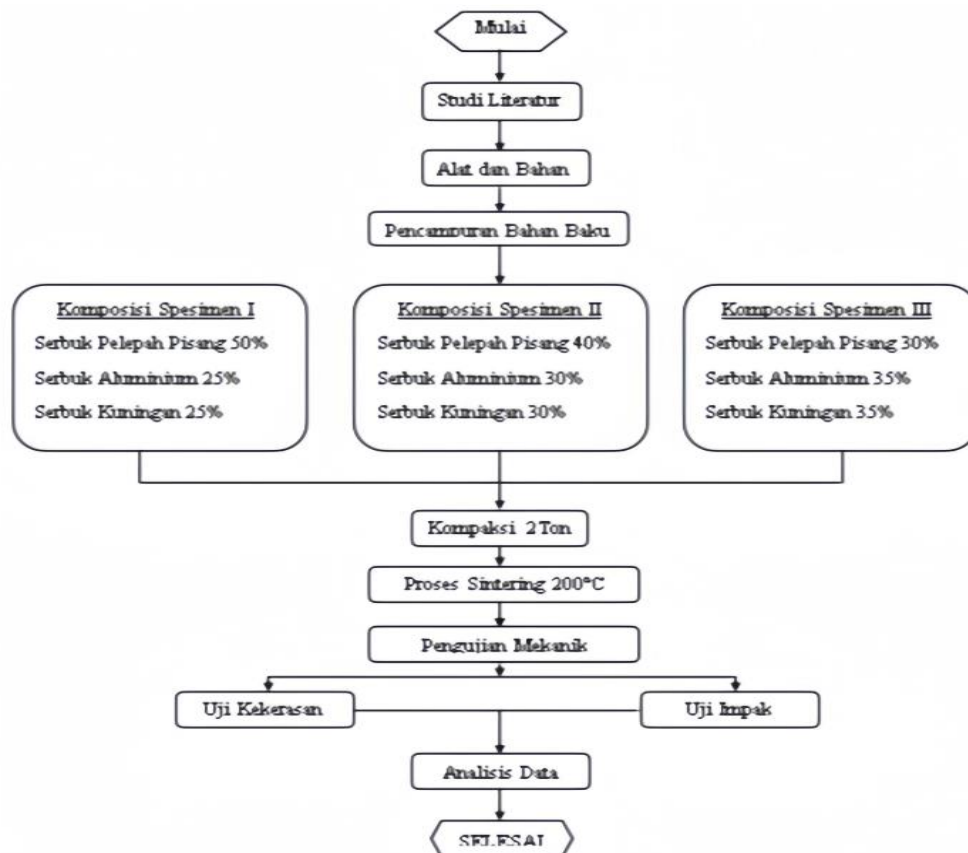 Mulai
Studi Literatur
Alat dan Bahan
Pencampuran Bahan Baku
Komposisi Spesimen I
Serbuk Pelepah Pisang 50%
Serbuk Aluminium 25%
Serbuk Kuningan 25%
Komposisi Spesimen II
Serbuk Pelepah Pisang 40%
Serbuk Aluminium 30%
Serbuk Kuningan 30%
Komposisi Spesimen III
Serbuk Pelepah Pisang 30%
Serbuk Aluminium 35%
Serbuk Kuningan 35%
Kompaksi 2 Ton
Proses Sintering 200°C
Pengujian Mekanik
Uji Kekerasan
Uji Impak
Analisis Data
SELESAI